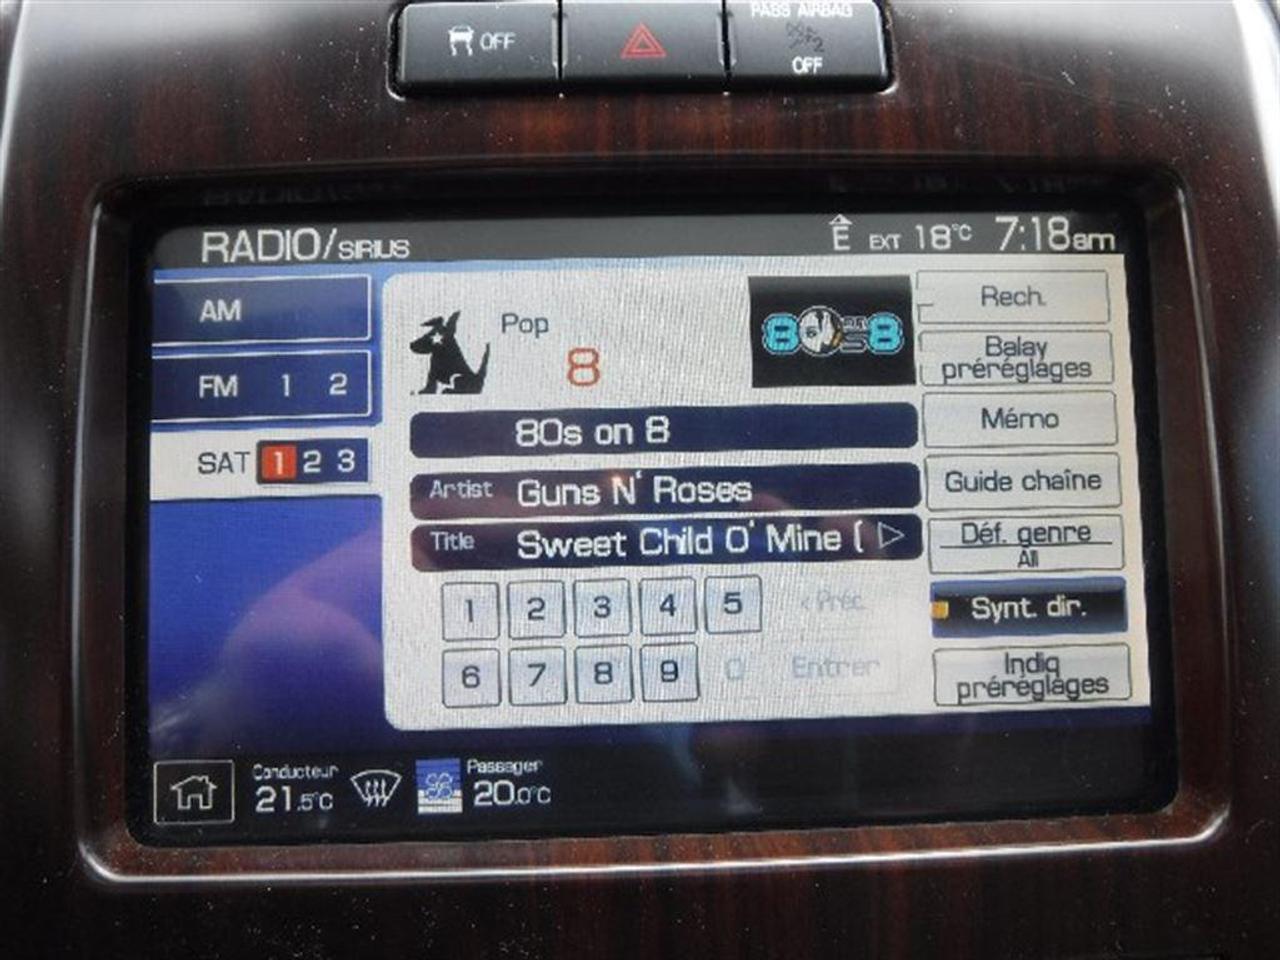 OFF
PASS AIRBAG
OFF
RADIO/SIRIUS
E EXT 18°C 7:18am
AM
FM 1 2
SAT 1 2 3
Pop
8
8 8
80s on 8
Artist Guns N' Roses
Title Sweet Child O' Mine (
1 2 3 4 5 <Préc.
6 7 8 9 0 Entrer
Rech.
Balay
préréglages
Mémo
Guide chaîne
Déf. genre
All
Synt. dir.
Indiq
préréglages
Conducteur
21.5°C
Passager
20.0°C